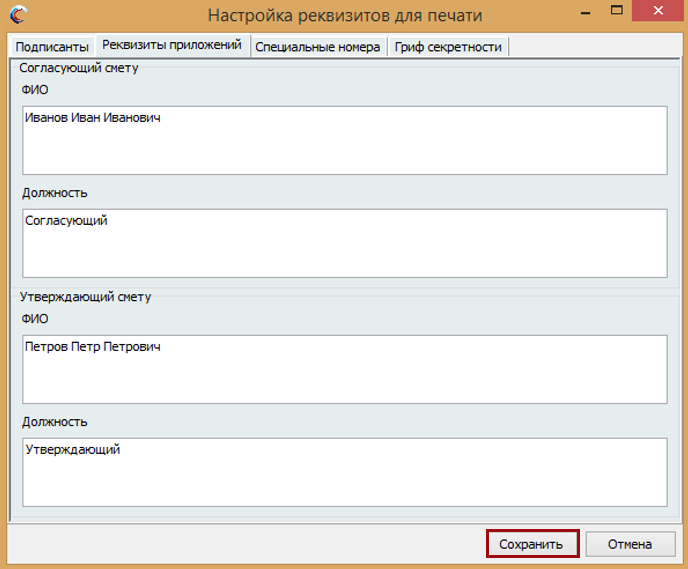 Настройка реквизитов для печати
Подписанты Реквизиты приложений Специальные номера Гриф секретности
Согласующий смету
ФИО
Иванов Иван Иванович
Должность
Согласующий
Утверждающий смету
ФИО
Петров Петр Петрович
Должность
Утверждающий
Сохранить Отмена